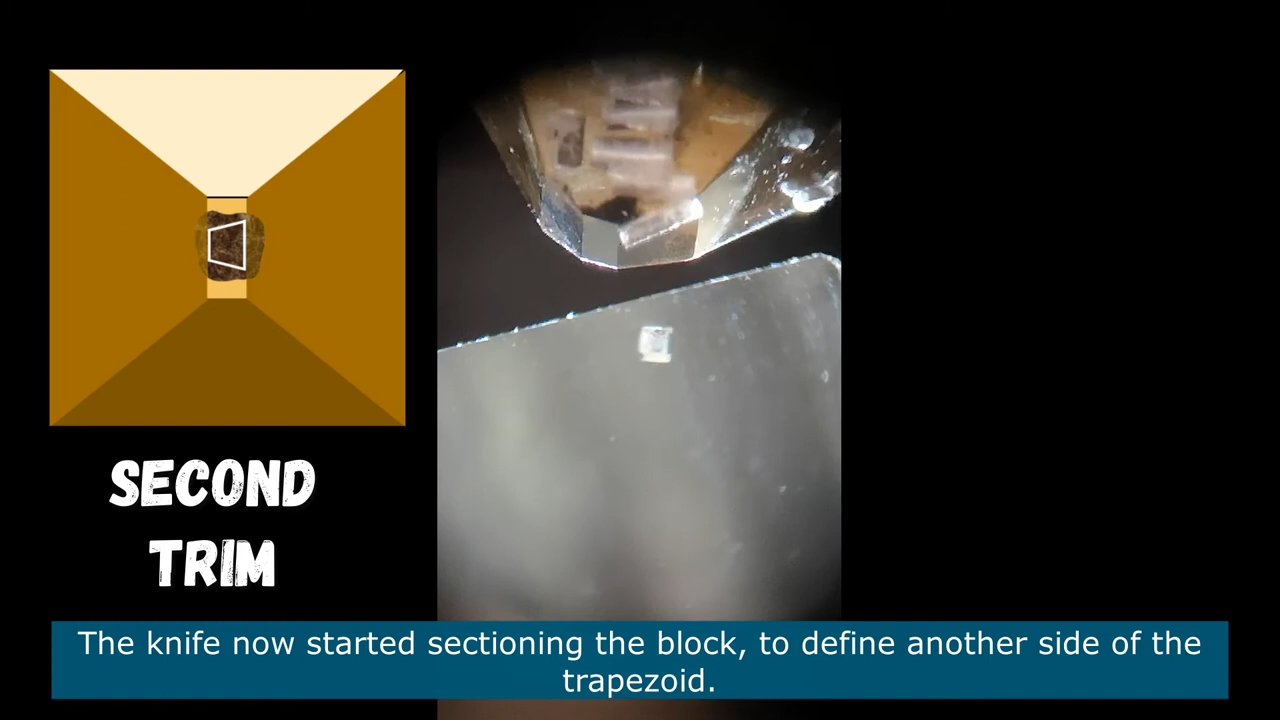 SECOND
TRIM
The knife now started sectioning the block, to define another side of the
trapezoid.